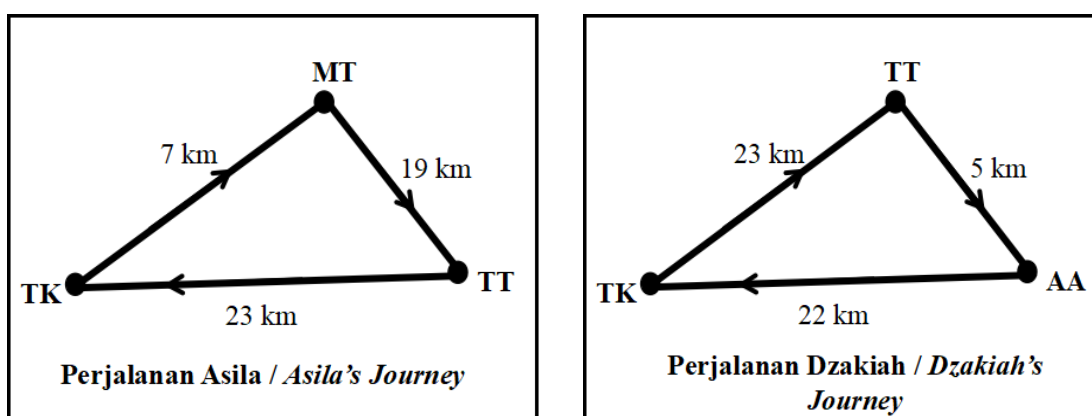 MT
7 km
19 km
TK
TT
23 km
Perjalanan Asila / Asila's Journey
TT
23 km
5 km
TK
AA
22 km
Perjalanan Dzakiah / Dzakiah's
Journey